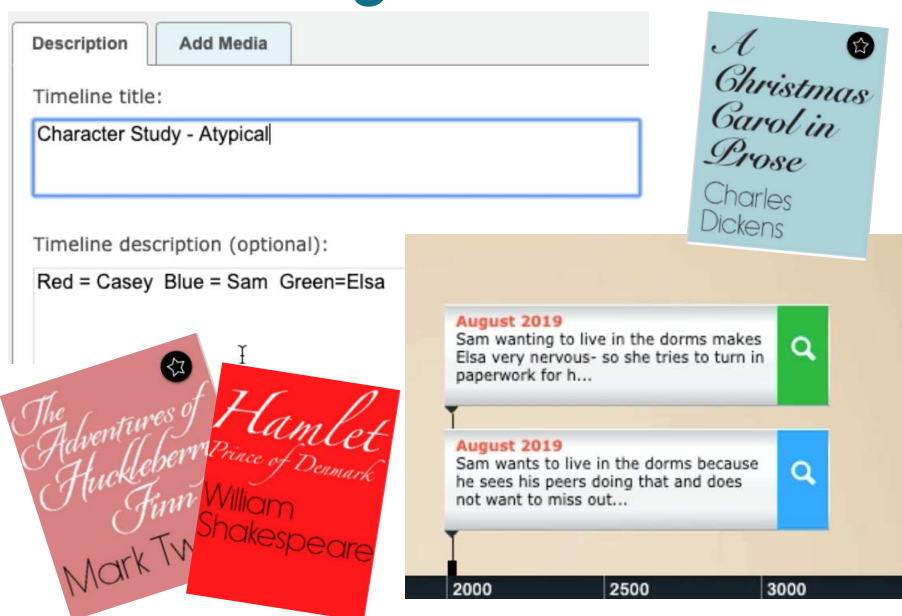 Description
Add Media
Timeline title:
Character Study - Atypical
Timeline description (optional):
Red = Casey  Blue = Sam  Green=Elsa
A
Christmas
Carol in
Prose
Charles
Dickens
August 2019
Sam wanting to live in the dorms makes
Elsa very nervous- so she tries to turn in
paperwork for h...
August 2019
Sam wants to live in the dorms because
he sees his peers doing that and does
not want to miss out...
2000
2500
3000
The
Adventures of
Huckleberr
Finn
Mark Tw
Hamlet
Prince of Denmark
William
Shakespeare